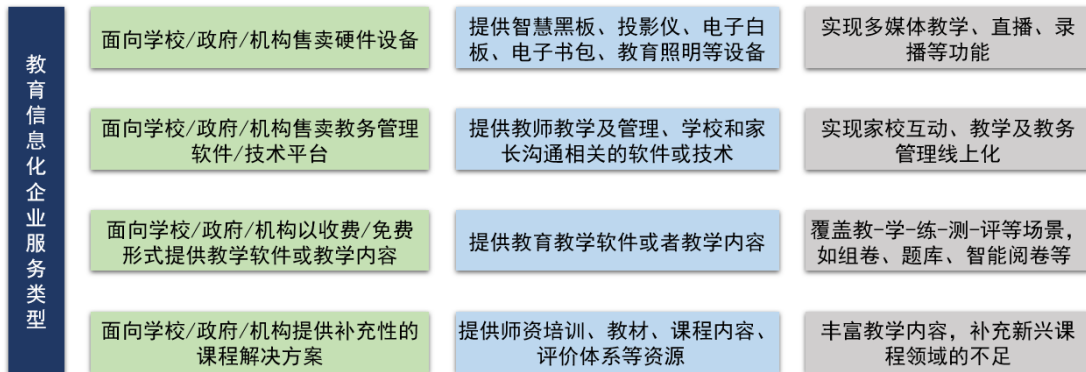 教育信息化企业服务类型
面向学校/政府/机构售卖硬件设备
提供智慧黑板、投影仪、电子白
板、电子书包、教育照明等设备
实现多媒体教学、直播、录
播等功能
面向学校/政府/机构售卖教务管理
软件/技术平台
提供教师教学及管理、学校和家
长沟通相关的软件或技术
实现家校互动、教学及教务
管理线上化
面向学校/政府/机构以收费/免费
形式提供教学软件或教学内容
提供教育教学软件或者教学内容
覆盖教-学-练-测-评等场景，
如组卷、题库、智能阅卷等
面向学校/政府/机构提供补充性的
课程解决方案
提供师资培训、教材、课程内容、
评价体系等资源
丰富教学内容，补充新兴课
程领域的不足